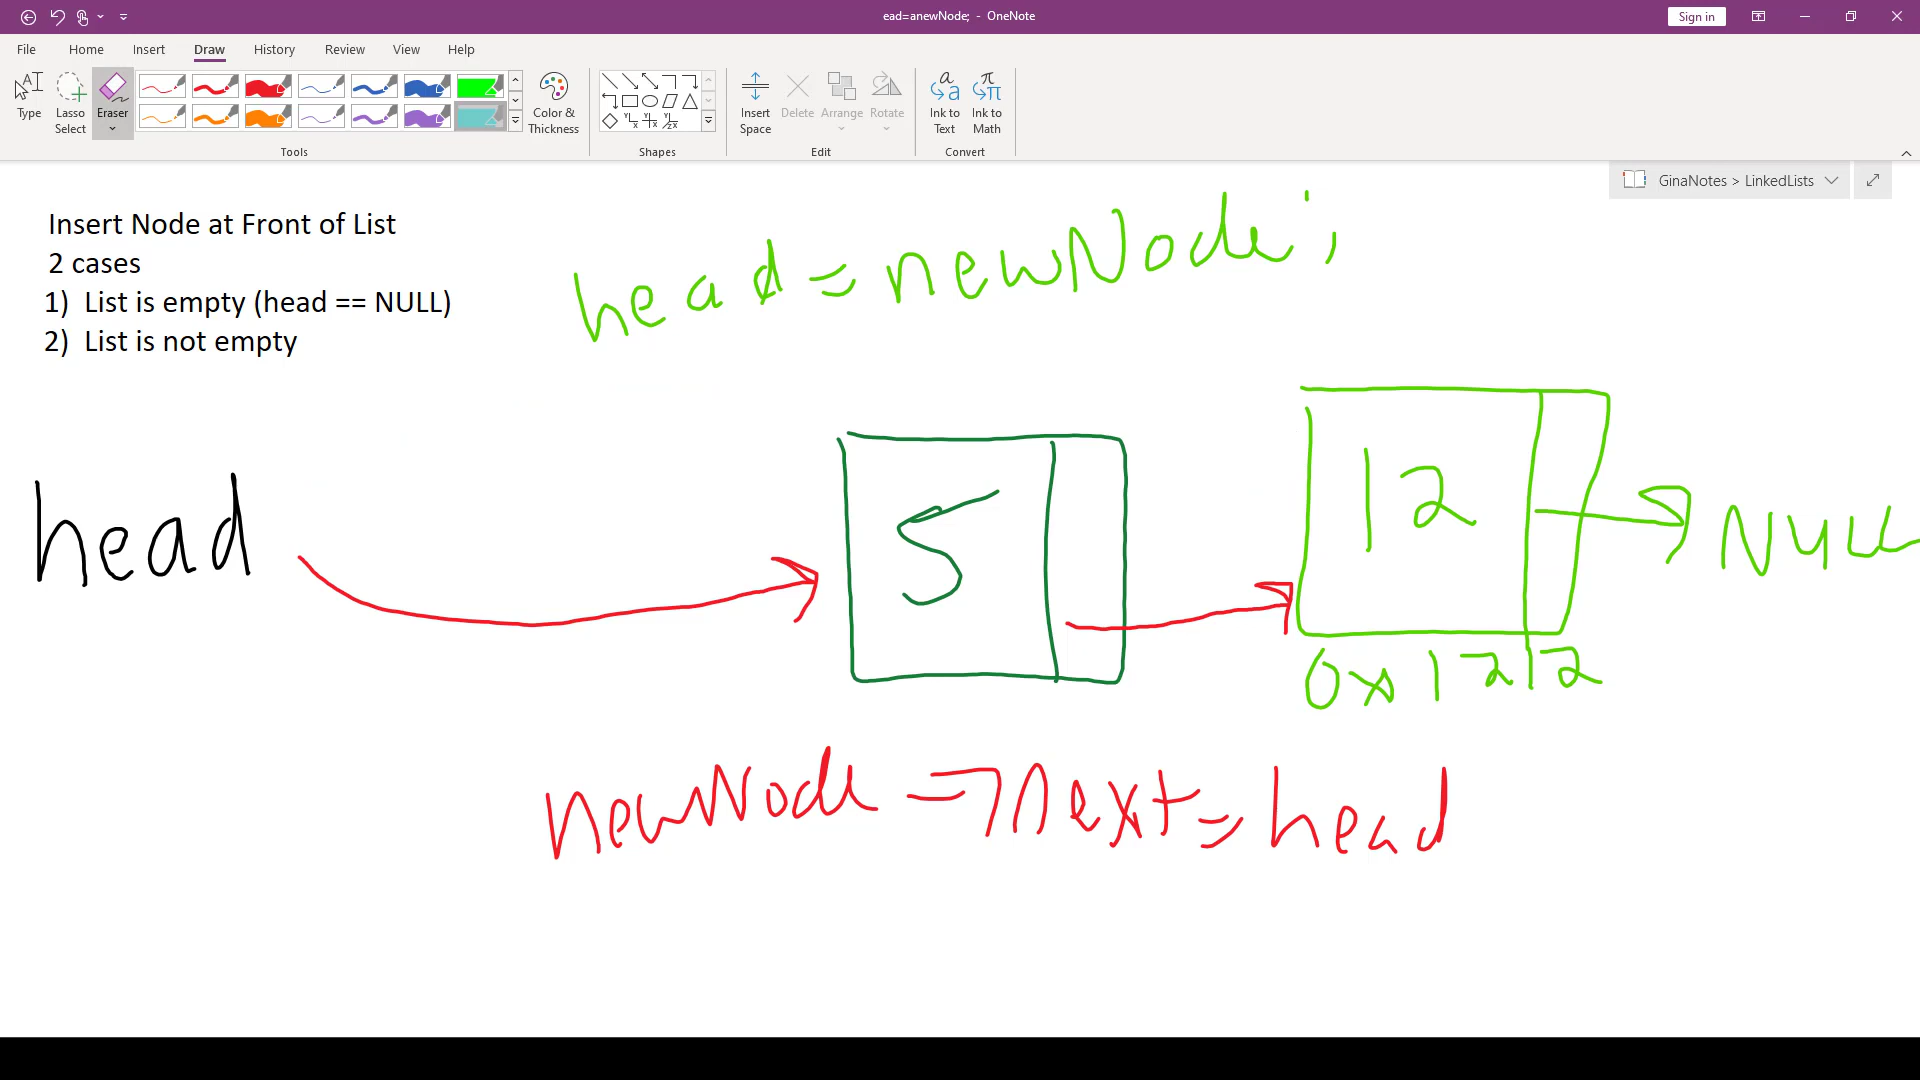 ead=anewNode; - OneNote
Sign in
File Home Insert Draw History Review View Help
Type
Lasso Select
Eraser
Color & Thickness
Insert Space
Delete
Arrange
Rotate
Ink to Text
Ink to Math
Tools
Shapes
Edit
Convert
GinaNotes > LinkedLists
Insert Node at Front of List
2 cases
1) List is empty (head == NULL)
2) List is not empty
head = newNode;
head
5
12
NULL
0x1212
newNode->next = head